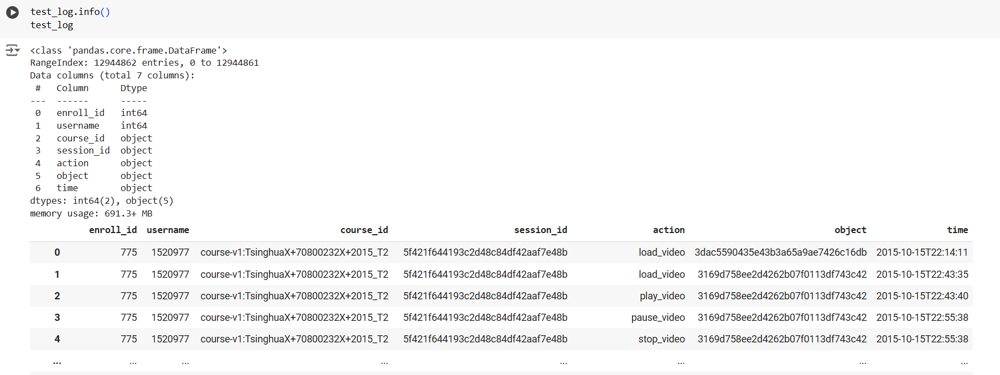 test_log.info()
test_log
<class 'pandas.core.frame.DataFrame'>
RangeIndex: 12944862 entries, 0 to 12944861
Data columns (total 7 columns):
 #   Column      Dtype
---  ------      -----
 0   enroll_id   int64
 1   username    int64
 2   course_id   object
 3   session_id  object
 4   action      object
 5   object      object
 6   time        object
dtypes: int64(2), object(5)
memory usage: 691.3+ MB
enroll_id username course_id session_id action object time
0 775 1520977 course-v1:TsinghuaX+70800232X+2015_T2 5f421f644193c2d48c84df42aaf7e48b load_video 3dac5590435e43b3a65a9ae7426c16db 2015-10-15T22:14:11
1 775 1520977 course-v1:TsinghuaX+70800232X+2015_T2 5f421f644193c2d48c84df42aaf7e48b load_video 3169d758ee2d4262b07f0113df743c42 2015-10-15T22:43:35
2 775 1520977 course-v1:TsinghuaX+70800232X+2015_T2 5f421f644193c2d48c84df42aaf7e48b play_video 3169d758ee2d4262b07f0113df743c42 2015-10-15T22:43:40
3 775 1520977 course-v1:TsinghuaX+70800232X+2015_T2 5f421f644193c2d48c84df42aaf7e48b pause_video 3169d758ee2d4262b07f0113df743c42 2015-10-15T22:55:38
4 775 1520977 course-v1:TsinghuaX+70800232X+2015_T2 5f421f644193c2d48c84df42aaf7e48b stop_video 3169d758ee2d4262b07f0113df743c42 2015-10-15T22:55:38
... ... ... ... ... ... ... ...